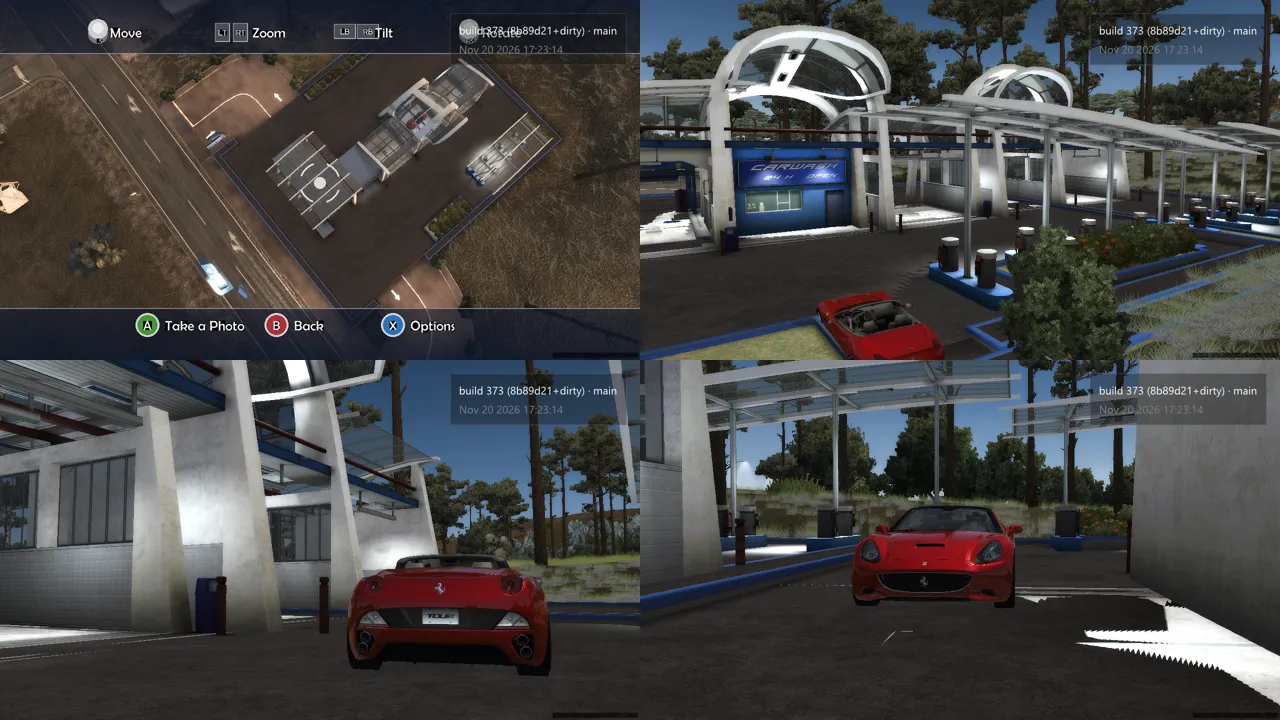 Move
LT RT Zoom
LB RB Tilt
build 373 (8b89d21+dirty) · main
Nov 20 2026 17:23:14
A Take a Photo
B Back
X Options
build 373 (8b89d21+dirty) · main
Nov 20 2026 17:23:14
CARWASH
24 H OPEN
build 373 (8b89d21+dirty) · main
Nov 20 2026 17:23:14
build 373 (8b89d21+dirty) · main
Nov 20 2026 17:23:14